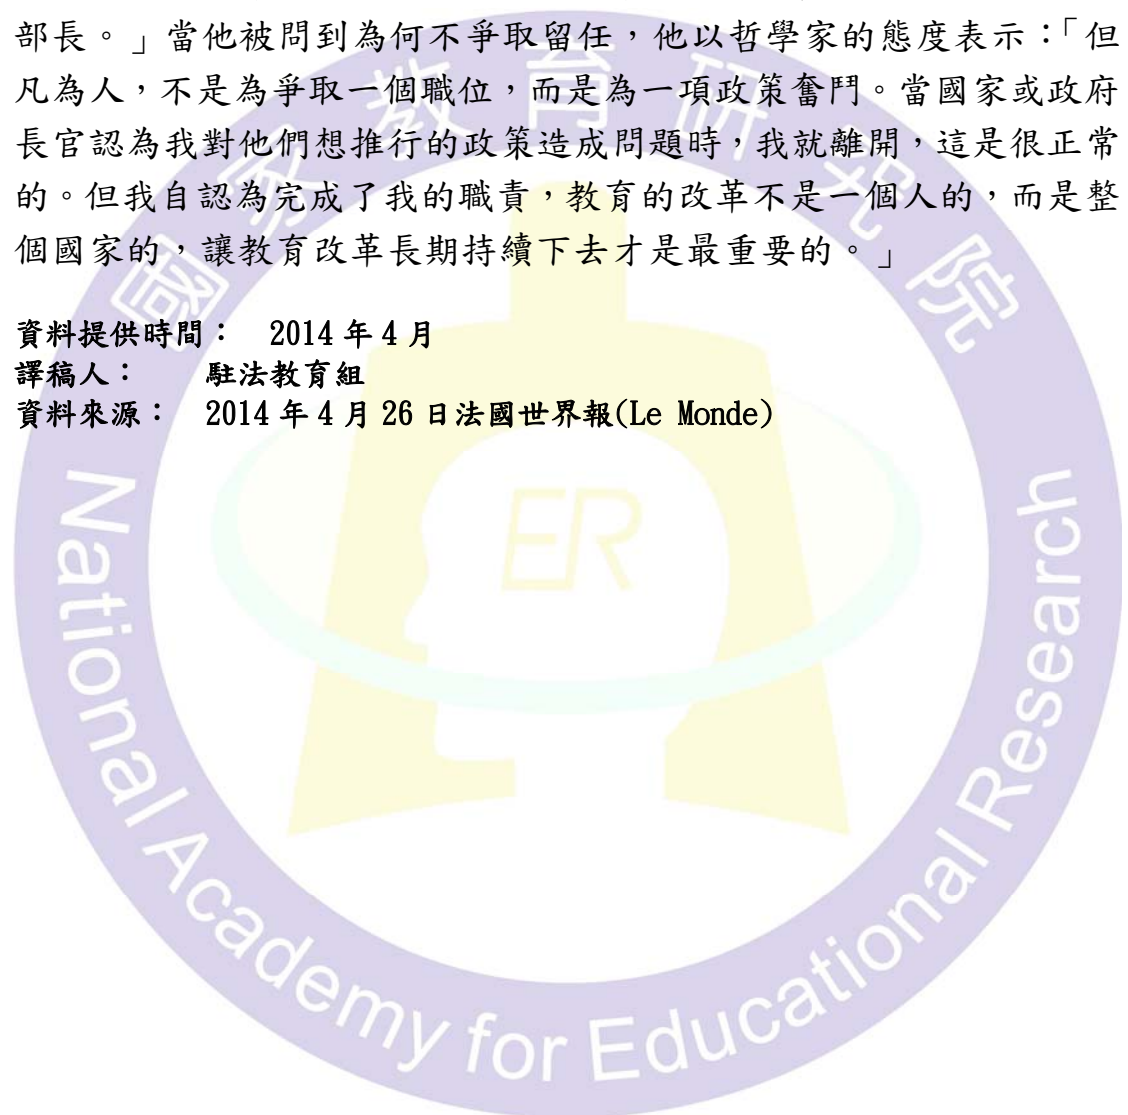 部長。」當他被問到為何不爭取留任，他以哲學家的態度表示：「但
凡為人，不是為爭取一個職位，而是為一項政策奮鬥。當國家或政府
長官認為我對他們想推行的政策造成問題時，我就離開，這是很正常
的。但我自認為完成了我的職責，教育的改革不是一個人的，而是整
個國家的，讓教育改革長期持續下去才是最重要的。」
資料提供時間： 2014 年 4 月
譯稿人： 駐法教育組
資料來源： 2014 年 4 月 26 日法國世界報(Le Monde)
國家教育研究院
ER
National Academy for Educational Research